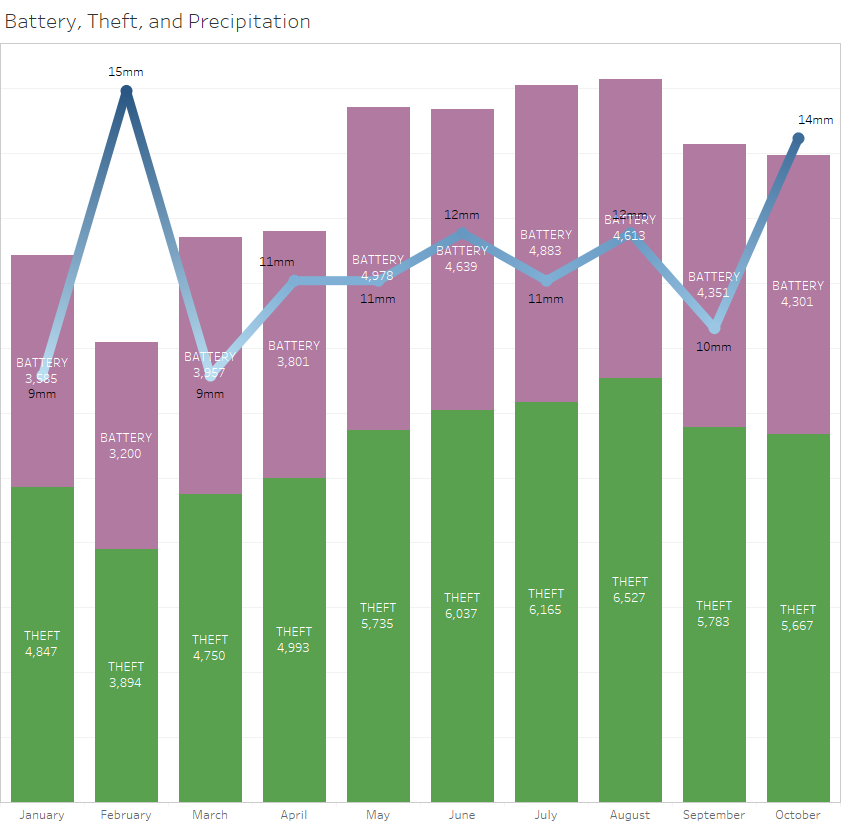 Battery, Theft, and Precipitation
15mm
14mm
12mm
12mm
BATTERY
4,613
BATTERY
4,883
BATTERY
4,639
11mm
BATTERY
4,978
11mm
11mm
BATTERY
4,351
BATTERY
4,301
10mm
BATTERY
3,801
BATTERY
3,585
9mm
BATTERY
3,957
9mm
BATTERY
3,200
THEFT
4,847
THEFT
3,894
THEFT
4,750
THEFT
4,993
THEFT
5,735
THEFT
6,037
THEFT
6,165
THEFT
6,527
THEFT
5,783
THEFT
5,667
January February March April May June July August September October